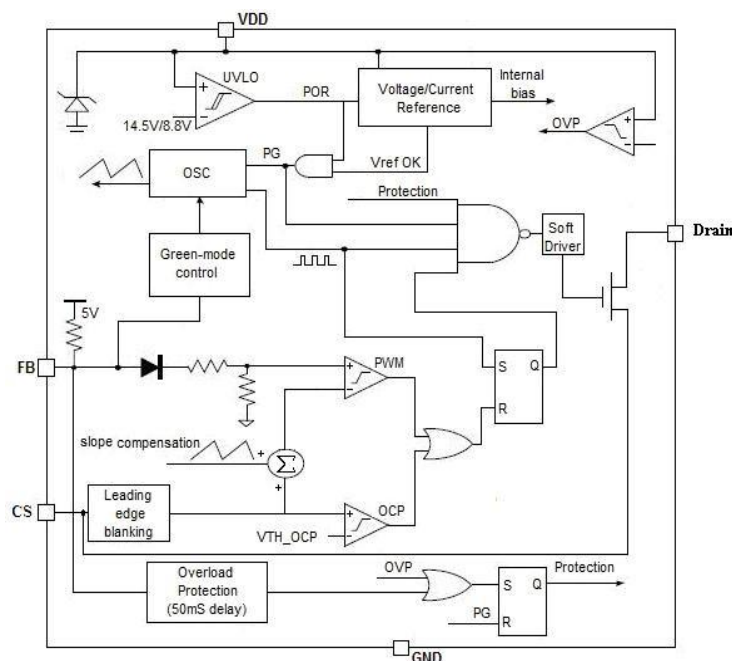 VDD
UVLO
14.5V/8.8V
POR
Voltage/Current
Reference
Internal
bias
OVP
PG
Vref OK
OSC
Protection
Soft
Driver
Drain
Green-mode
control
5V
FB
PWM
S
Q
R
slope compensation
Σ
CS
Leading
edge
blanking
OCP
VTH_OCP
Overload
Protection
(50mS delay)
OVP
PG
S
Q
R
Protection
GND